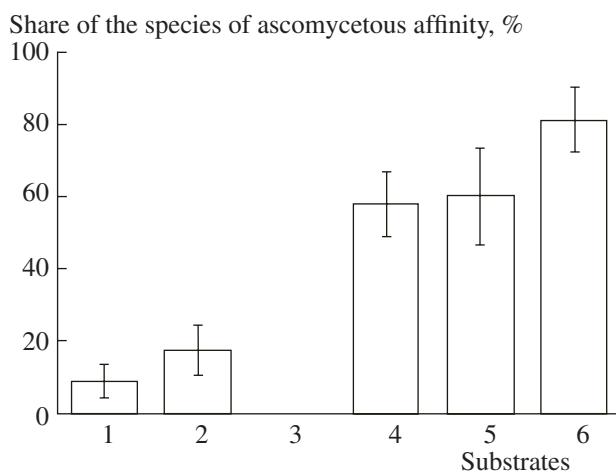 Share of the species of ascomycetous affinity, %
100
80
60
40
20
0
1 2 3 4 5 6
Substrates